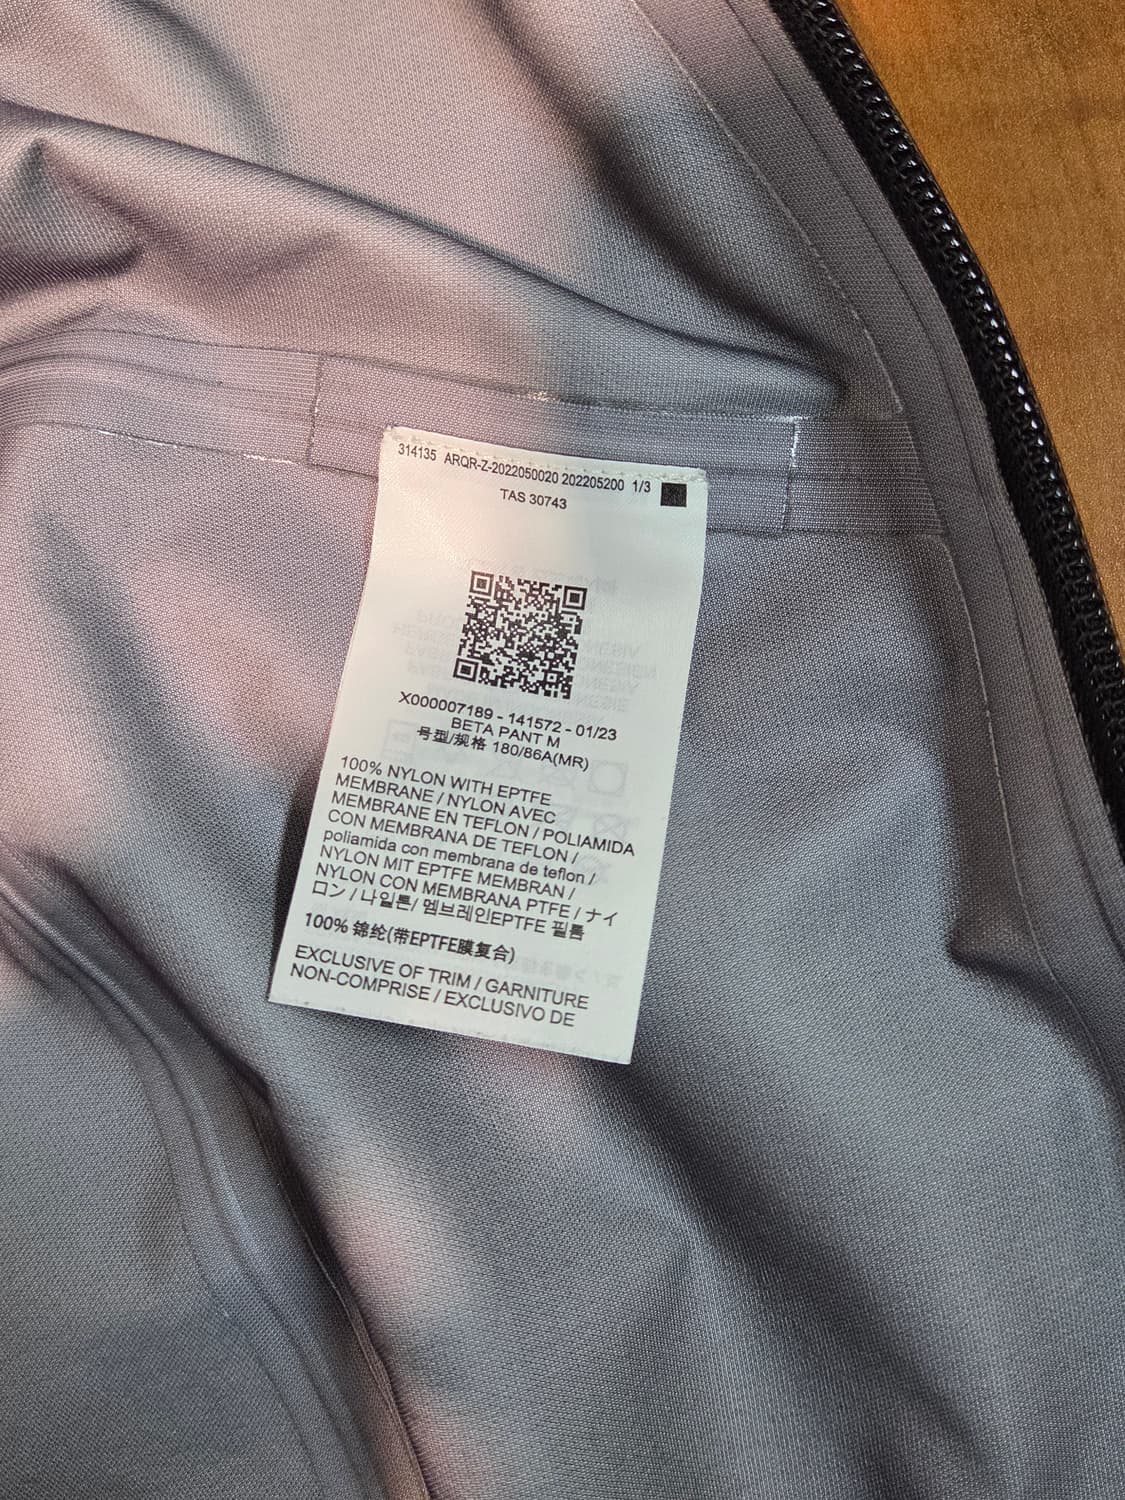 314135 ARQR-Z-2022050020 202205200 1/3
TAS 30743
X000007189 - 141572 - 01/23
BETA PANT M
号型/规格 180/86A(MR)
100% NYLON WITH EPTFE
MEMBRANE / NYLON AVEC
MEMBRANE EN TEFLON / POLIAMIDA
CON MEMBRANA DE TEFLON /
poliamida con membrana de teflon /
NYLON MIT EPTFE MEMBRAN /
NYLON CON MEMBRANA PTFE / ナイ
ロン / 나일론/ 멤브레인EPTFE 필름
100% 锦纶(带EPTFE膜复合)
EXCLUSIVE OF TRIM / GARNITURE
NON-COMPRISE / EXCLUSIVO DE